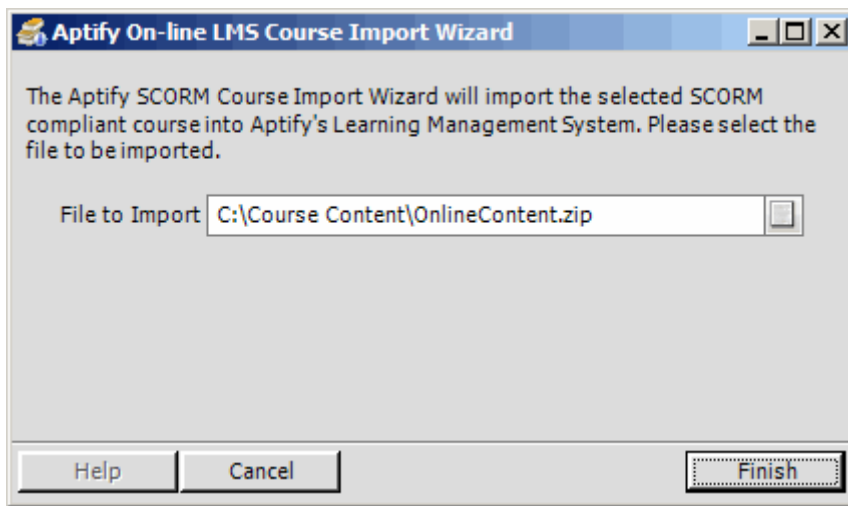 Aptify On-line LMS Course Import Wizard
The Aptify SCORM Course Import Wizard will import the selected SCORM
compliant course into Aptify's Learning Management System. Please select the
file to be imported.
File to Import C:\Course Content\OnlineContent.zip
Help Cancel Finish